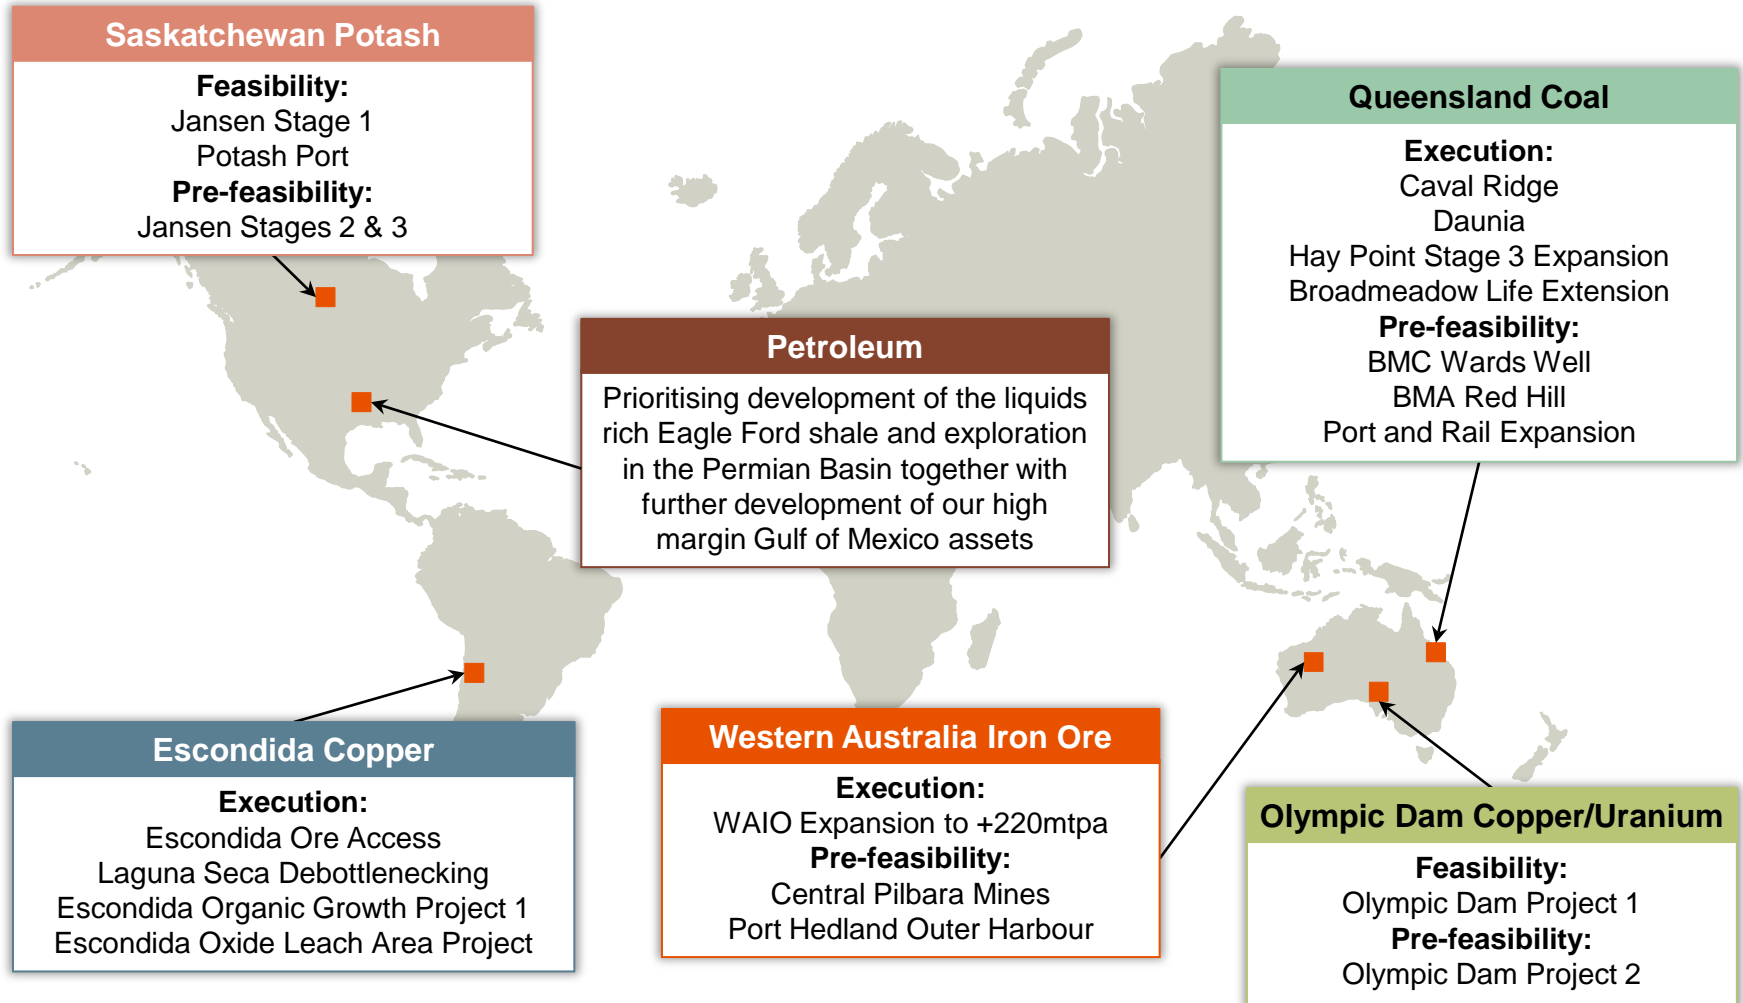 Saskatchewan Potash
Feasibility:
Jansen Stage 1
Potash Port
Pre-feasibility:
Jansen Stages 2 & 3
Queensland Coal
Execution:
Caval Ridge
Daunia
Hay Point Stage 3 Expansion
Broadmeadow Life Extension
Pre-feasibility:
BMC Wards Well
BMA Red Hill
Port and Rail Expansion
Petroleum
Prioritising development of the liquids
rich Eagle Ford shale and exploration
in the Permian Basin together with
further development of our high
margin Gulf of Mexico assets
Escondida Copper
Execution:
Escondida Ore Access
Laguna Seca Debottlenecking
Escondida Organic Growth Project 1
Escondida Oxide Leach Area Project
Western Australia Iron Ore
Execution:
WAIO Expansion to +220mtpa
Pre-feasibility:
Central Pilbara Mines
Port Hedland Outer Harbour
Olympic Dam Copper/Uranium
Feasibility:
Olympic Dam Project 1
Pre-feasibility:
Olympic Dam Project 2